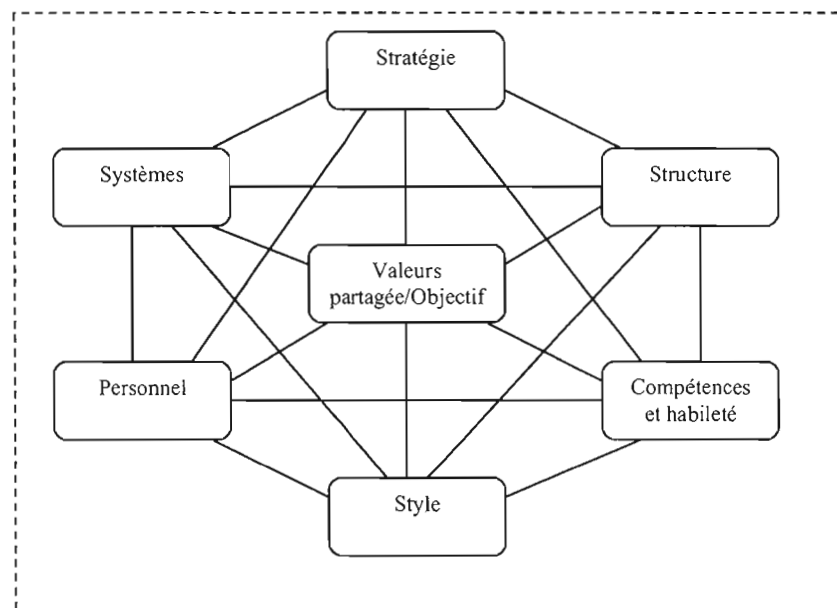 Stratégie
Systèmes
Structure
Valeurs
partagée/Objectif
Personnel
Compétences
et habileté
Style